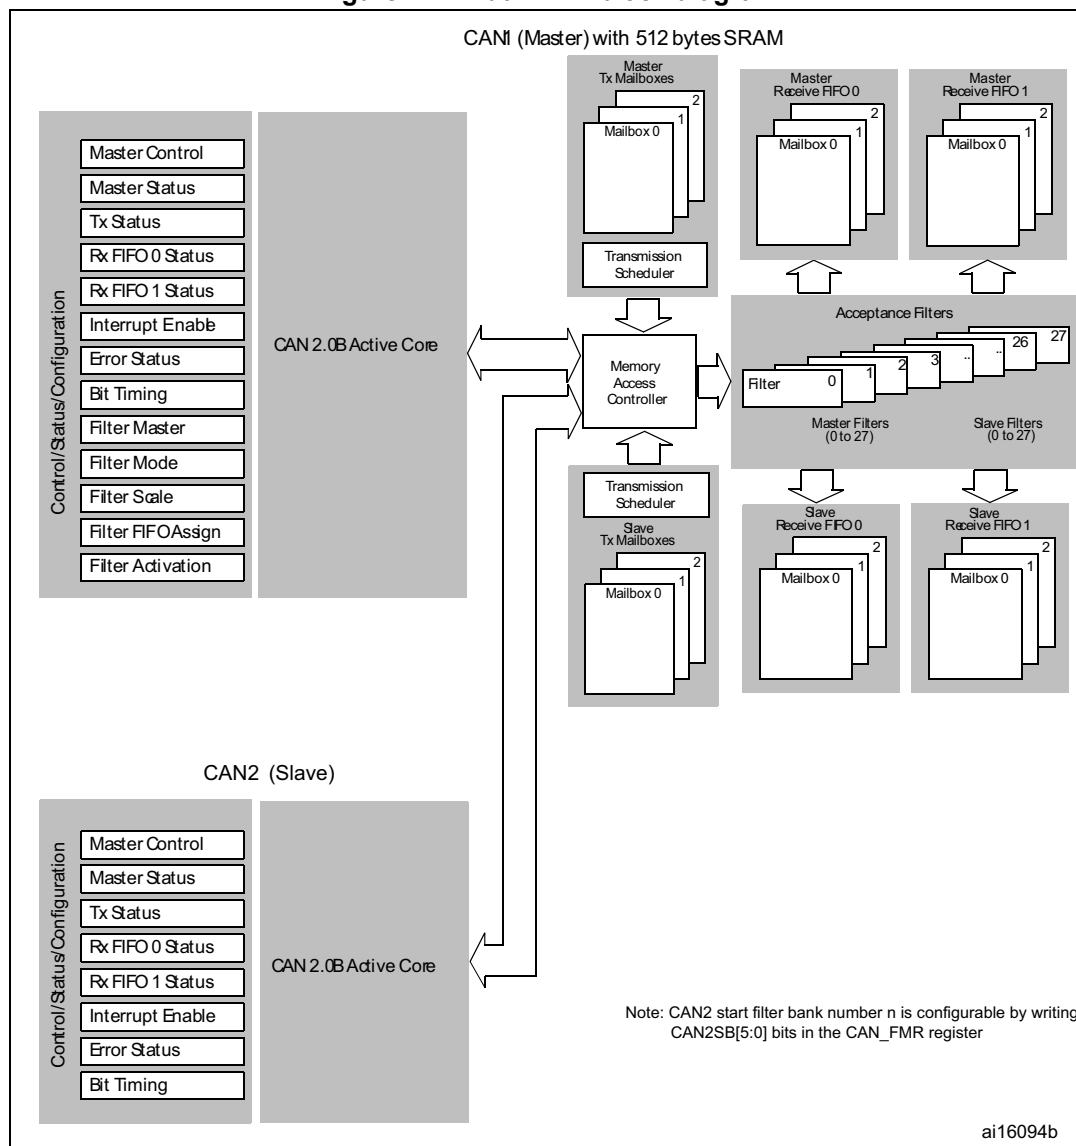 CAN1 (Master) with 512 bytes SRAM
Control/Status/Configuration
Master Control
Master Status
Tx Status
Rx FIFO 0 Status
Rx FIFO 1 Status
Interrupt Enable
Error Status
Bit Timing
Filter Master
Filter Mode
Filter Scale
Filter FIFO Assign
Filter Activation
CAN 2.0B Active Core
Master
Tx Mailboxes
2
1
Mailbox 0
Transmission
Scheduler
Master
Receive FIFO 0
2
1
Mailbox 0
Master
Receive FIFO 1
2
1
Mailbox 0
Memory
Access
Controller
Acceptance Filters
Filter 0
1
2
3
..
..
26
27
Master Filters
(0 to 27)
Slave Filters
(0 to 27)
Transmission
Scheduler
Slave
Tx Mailboxes
2
1
Mailbox 0
Slave
Receive FIFO 0
2
1
Mailbox 0
Slave
Receive FIFO 1
2
1
Mailbox 0
CAN2 (Slave)
Control/Status/Configuration
Master Control
Master Status
Tx Status
Rx FIFO 0 Status
Rx FIFO 1 Status
Interrupt Enable
Error Status
Bit Timing
CAN 2.0B Active Core
Note: CAN2 start filter bank number n is configurable by writing
CAN2SB[5:0] bits in the CAN_FMR register
ai16094b